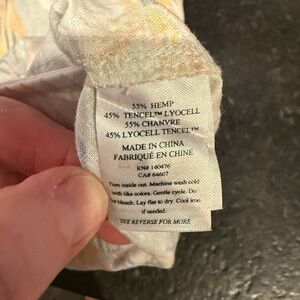 55% HEMP
45% TENCEL™ LYOCELL
55% CHANVRE
45% LYOCELL TENCEL™
MADE IN CHINA
FABRIQUÉ EN CHINE
RN# 140476
CA# 64607
Turn inside out. Machine wash cold
with like colors. Gentle cycle. Do
not bleach. Lay flat to dry. Cool iron
if needed.
SEE REVERSE FOR MORE